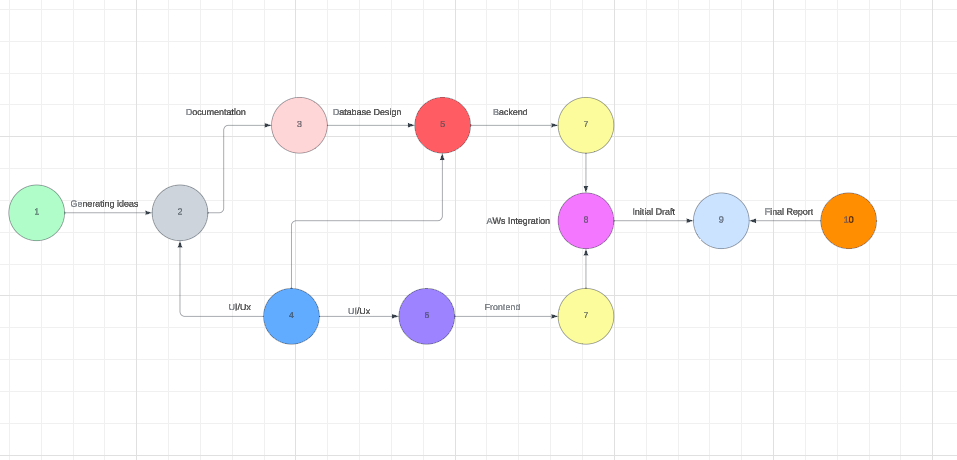 Documentation
3
Database Design
5
Backend
7
1
Generating ideas
2
AWs Integration
8
Initial Draft
9
Final Report
10
UI/Ux
4
UI/Ux
6
Frontend
7